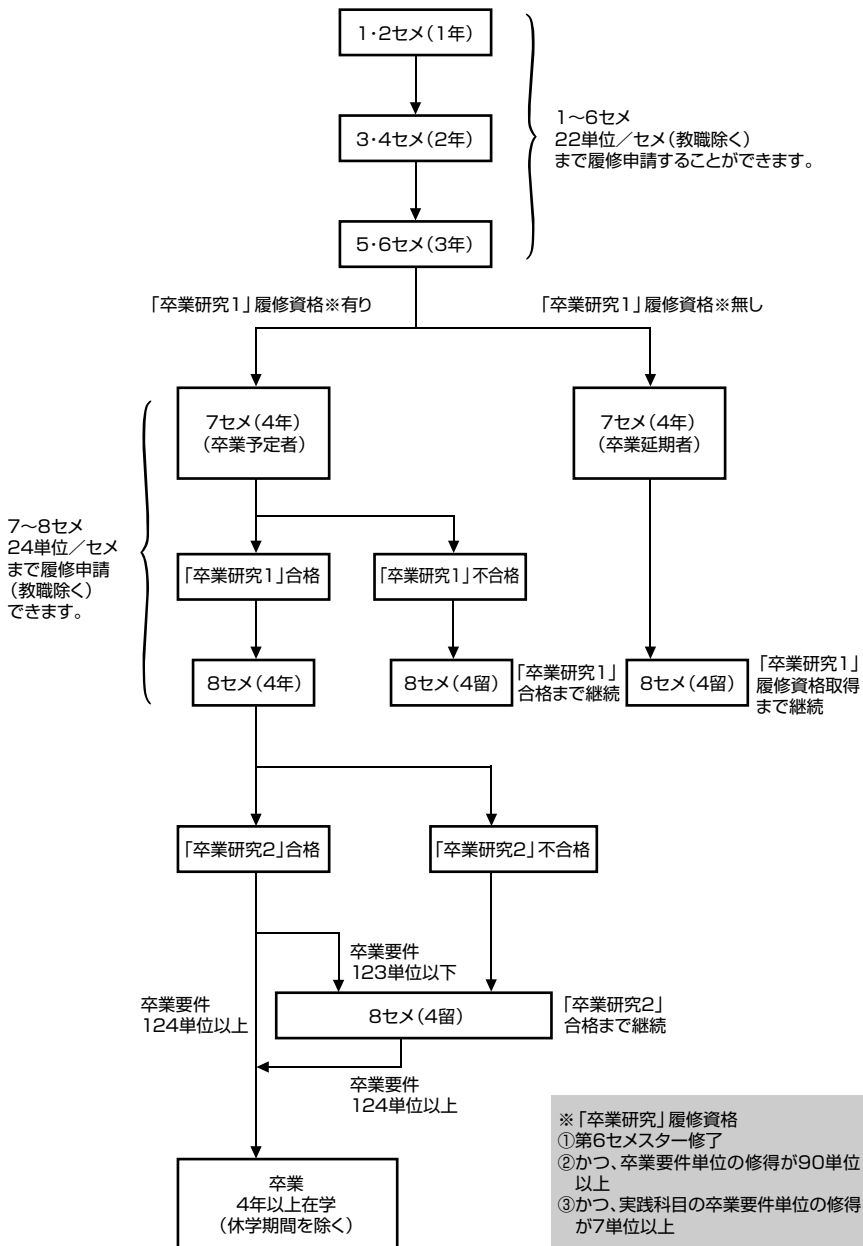 1・2セメ(1年)
3・4セメ(2年)
5・6セメ(3年)
1〜6セメ
22単位／セメ(教職除く)
まで履修申請することができます。
「卒業研究1」履修資格※有り
「卒業研究1」履修資格※無し
7セメ(4年)
(卒業予定者)
7セメ(4年)
(卒業延期者)
7〜8セメ
24単位／セメ
まで履修申請
(教職除く)
できます。
「卒業研究1」合格
「卒業研究1」不合格
8セメ(4年)
8セメ(4留)
「卒業研究1」
合格まで継続
8セメ(4留)
「卒業研究1」
履修資格取得
まで継続
「卒業研究2」合格
「卒業研究2」不合格
卒業要件
123単位以下
卒業要件
124単位以上
8セメ(4留)
「卒業研究2」
合格まで継続
卒業要件
124単位以上
卒業
4年以上在学
(休学期間を除く)
※「卒業研究」履修資格
①第6セメスター修了
②かつ、卒業要件単位の修得が90単位
以上
③かつ、実践科目の卒業要件単位の修得
が7単位以上